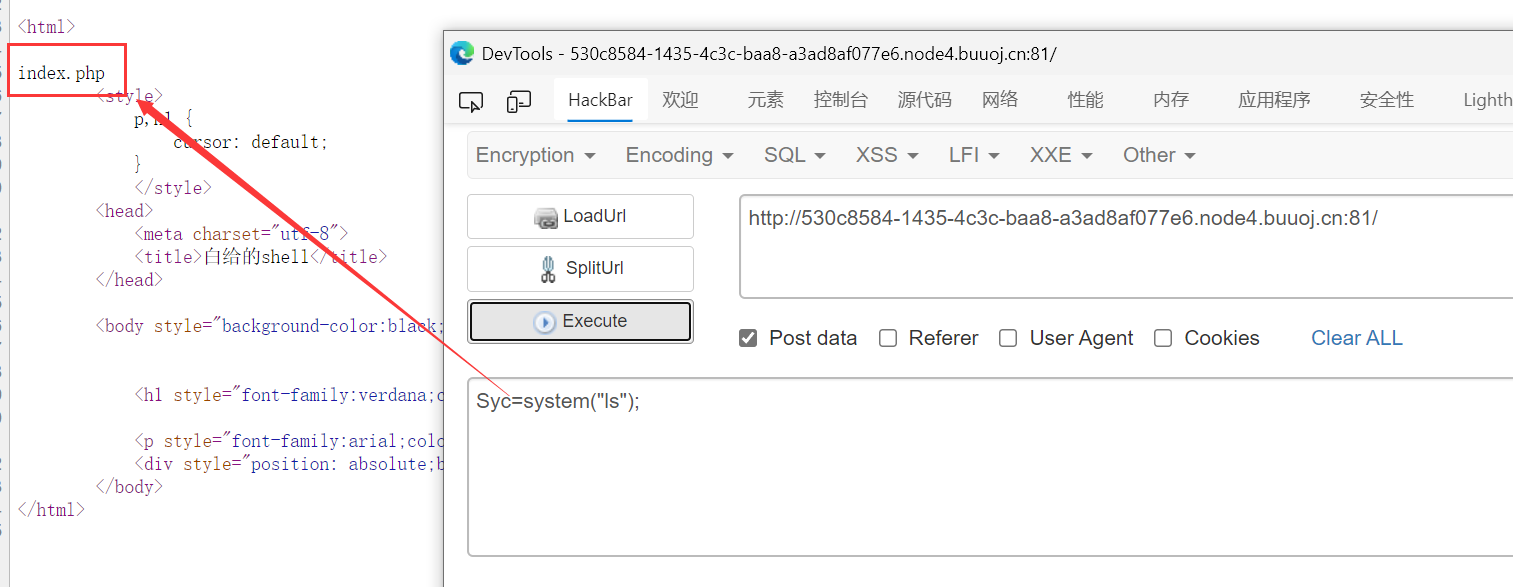 <html>
index.php
<style>
p,h1 {
cursor: default;
}
</style>
<head>
<meta charset="utf-8">
<title>白给的shell</title>
</head>
<body style="background-color:black;
<h1 style="font-family:verdana;c
<p style="font-family:arial;colo
<div style="position: absolute;b
</body>
</html>
DevTools - 530c8584-1435-4c3c-baa8-a3ad8af077e6.node4.buuoj.cn:81/
HackBar 欢迎 元素 控制台 源代码 网络 性能 内存 应用程序 安全性 Lighth
Encryption Encoding SQL XSS LFI XXE Other
LoadUrl
http://530c8584-1435-4c3c-baa8-a3ad8af077e6.node4.buuoj.cn:81/
SplitUrl
Execute
Post data Referer User Agent Cookies Clear ALL
Syc=system("ls");